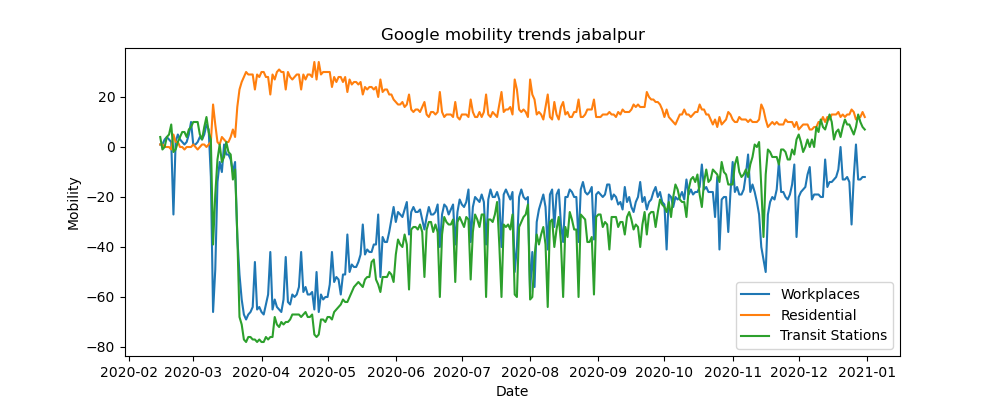 Google mobility trends jabalpur
Mobility
20
0
−20
−40
−60
−80
2020-02 2020-03 2020-04 2020-05 2020-06 2020-07 2020-08 2020-09 2020-10 2020-11 2020-12 2021-01
Date
Workplaces
Residential
Transit Stations